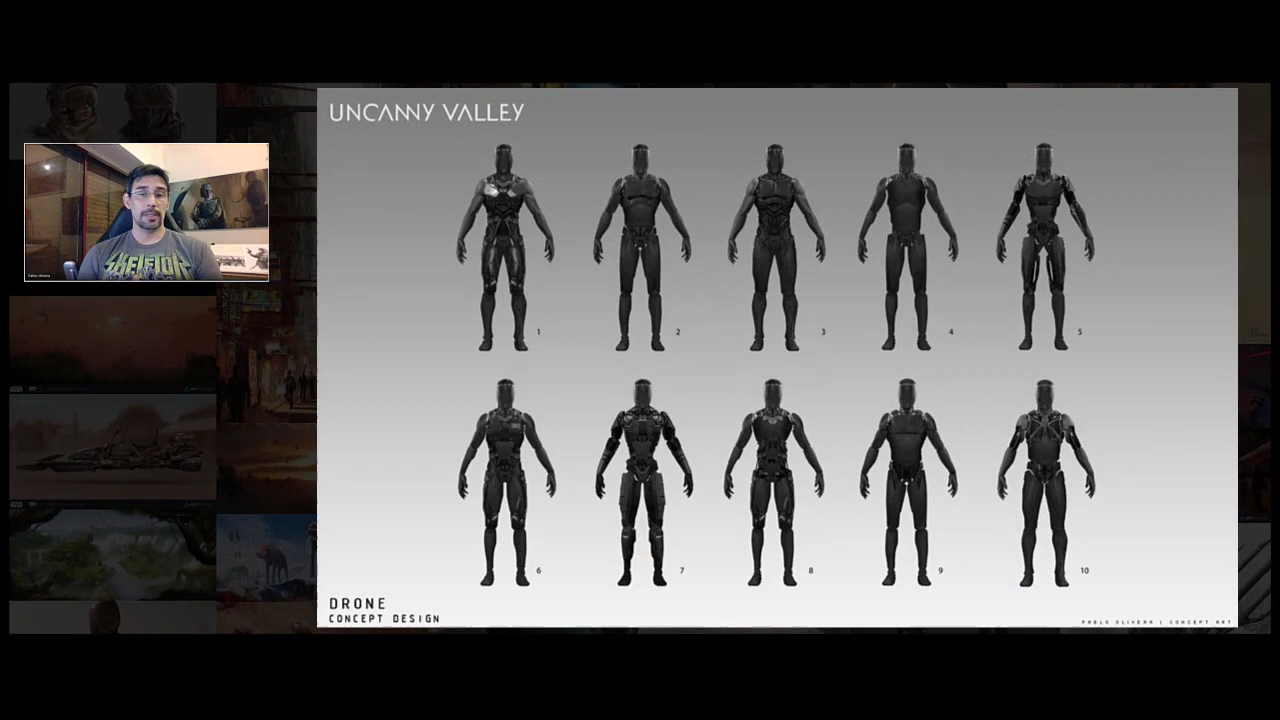 UNCANNY VALLEY
SKELETOR
1
2
3
4
5
6
7
8
9
10
DRONE
CONCEPT DESIGN
PABLO OLIVERA | CONCEPT ART